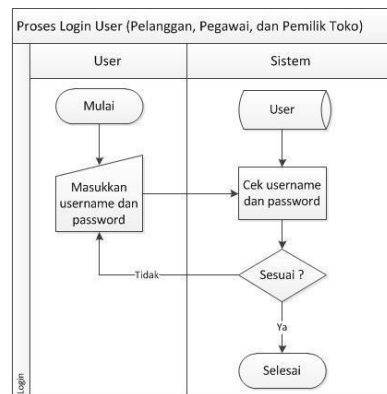 Proses Login User (Pelanggan, Pegawai, dan Pemilik Toko)
User
Sistem
Mulai
User
Masukkan
username dan
password
Cek username
dan password
Sesuai ?
Tidak
Ya
Selesai
Login